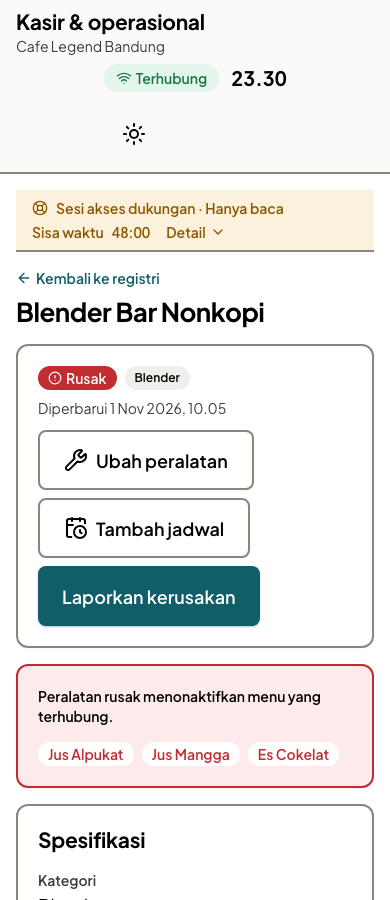 Kasir & operasional
Cafe Legend Bandung
Terhubung 23.30
Sesi akses dukungan · Hanya baca
Sisa waktu 48:00 Detail
Kembali ke registri
Blender Bar Nonkopi
Rusak Blender
Diperbarui 1 Nov 2026, 10.05
Ubah peralatan
Tambah jadwal
Laporkan kerusakan
Peralatan rusak menonaktifkan menu yang
terhubung.
Jus Alpukat Jus Mangga Es Cokelat
Spesifikasi
Kategori